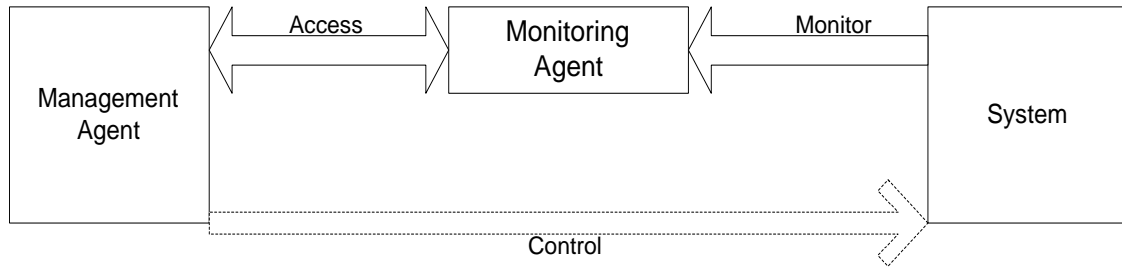 Access
Monitoring
Agent
Monitor
Management
Agent
System
Control